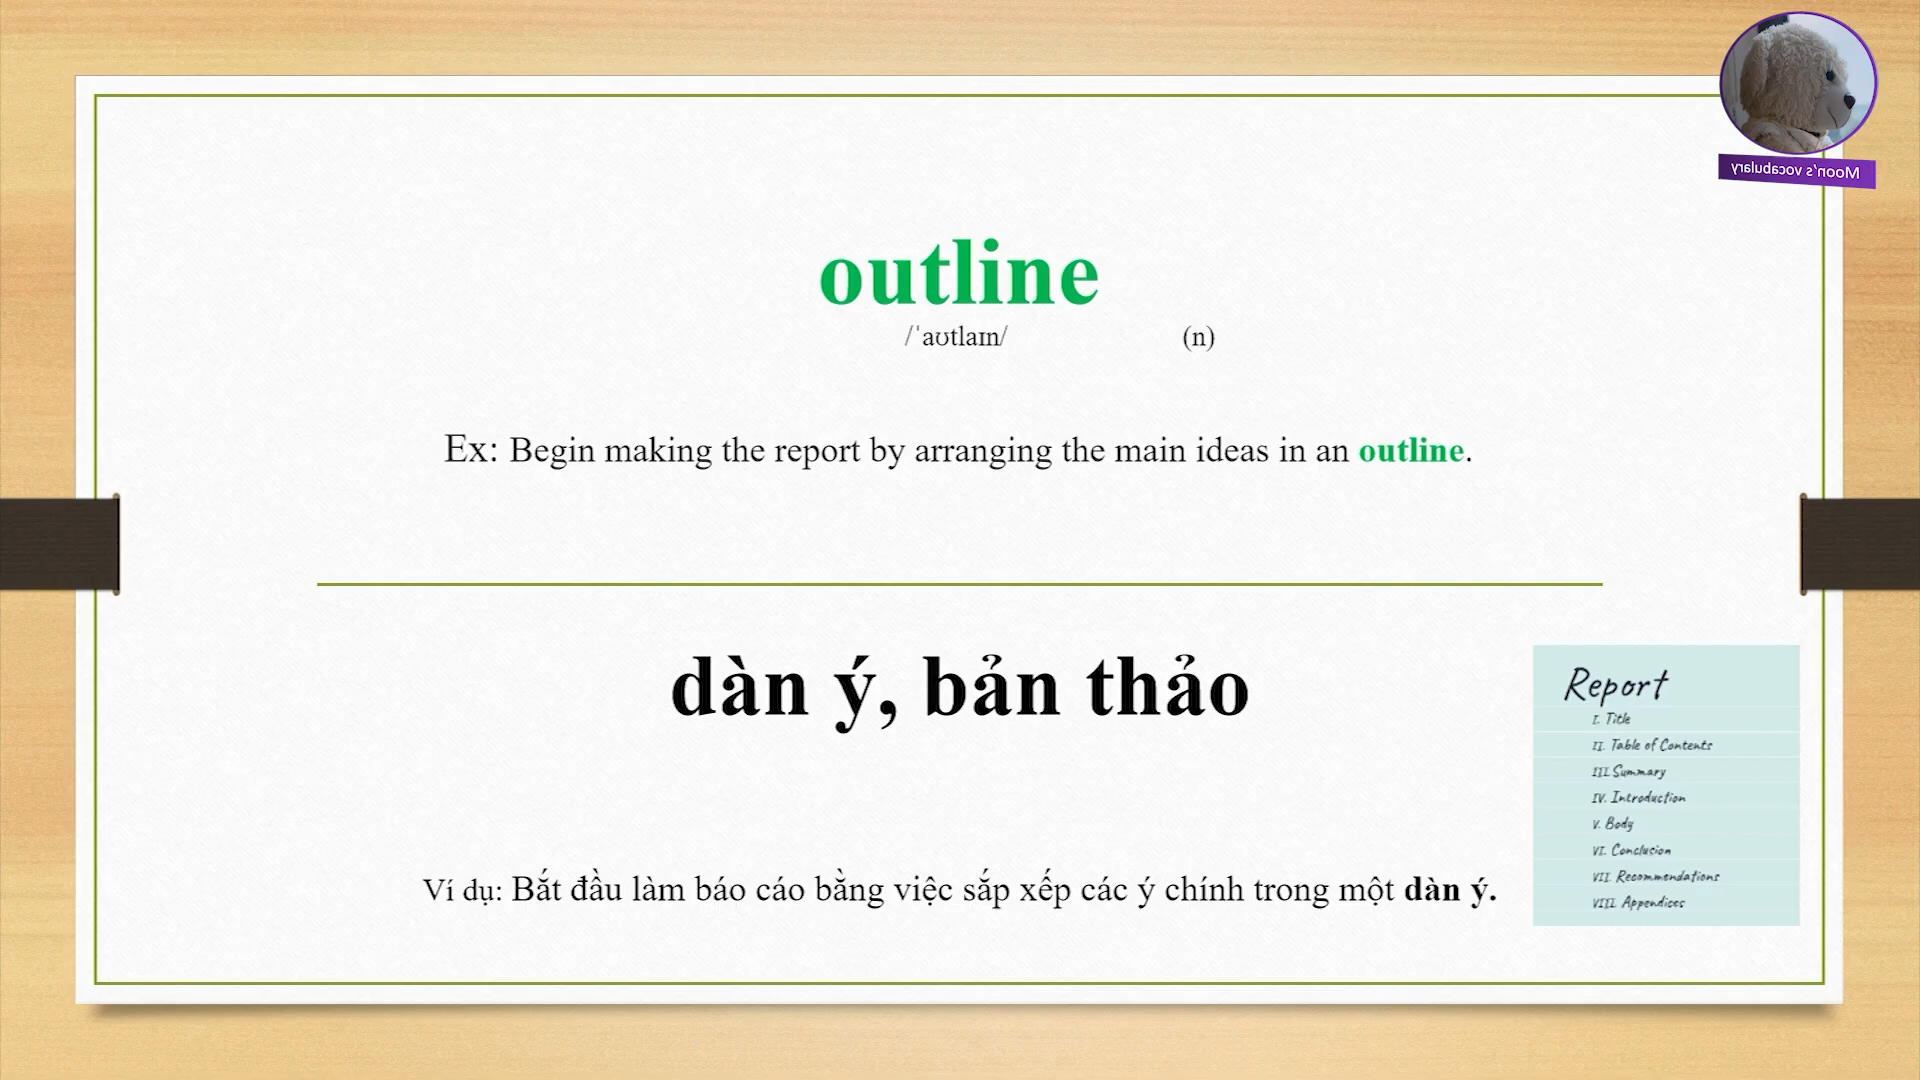 Moon's vocabulary
outline
/ˈaʊtlaɪn/ (n)
Ex: Begin making the report by arranging the main ideas in an outline.
dàn ý, bản thảo
Ví dụ: Bắt đầu làm báo cáo bằng việc sắp xếp các ý chính trong một dàn ý.
Report
I. Title
II. Table of Contents
III. Summary
IV. Introduction
V. Body
VI. Conclusion
VII. Recommendations
VIII. Appendices